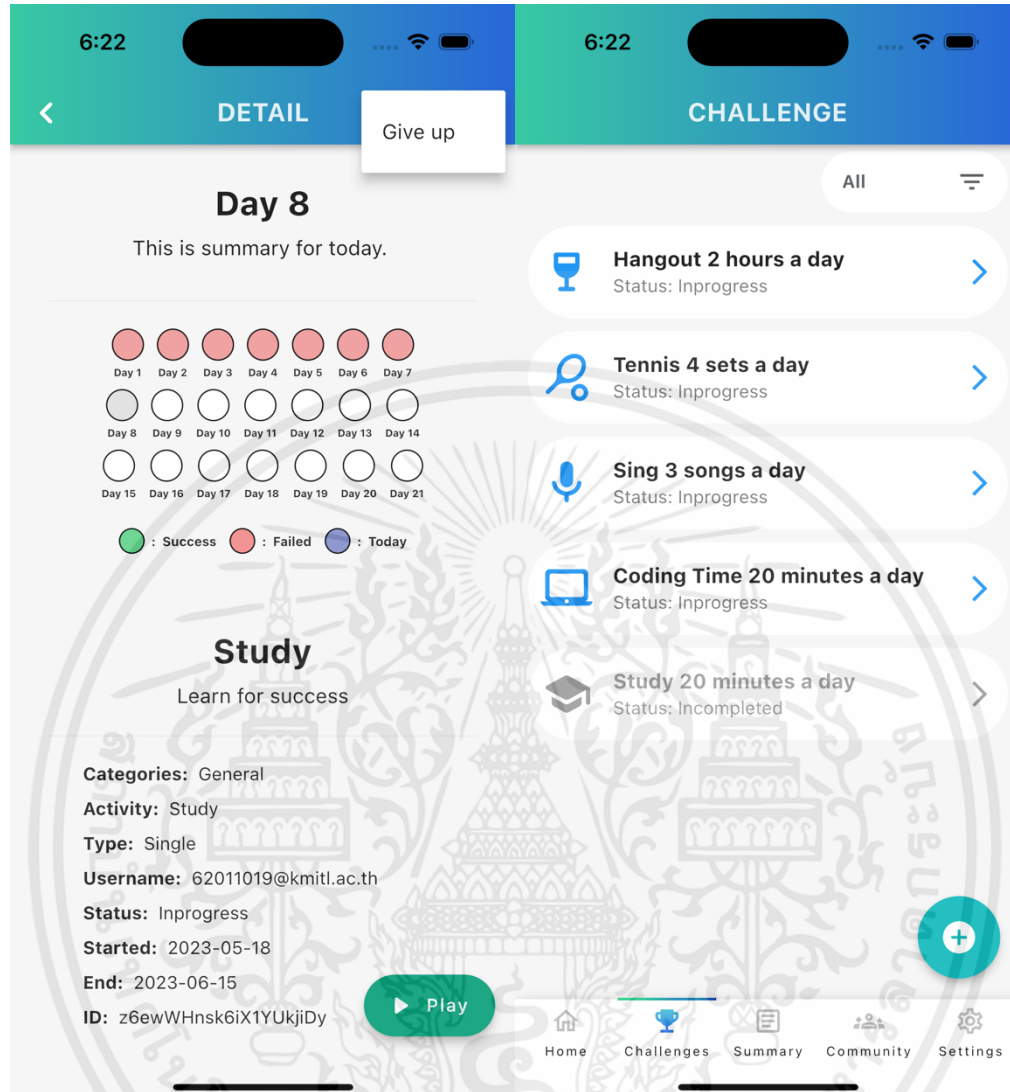 6:22
DETAIL
Give up
Day 8
This is summary for today.
Day 1 Day 2 Day 3 Day 4 Day 5 Day 6 Day 7
Day 8 Day 9 Day 10 Day 11 Day 12 Day 13 Day 14
Day 15 Day 16 Day 17 Day 18 Day 19 Day 20 Day 21
: Success : Failed : Today
Study
Learn for success
Categories: General
Activity: Study
Type: Single
Username: 62011019@kmitl.ac.th
Status: Inprogress
Started: 2023-05-18
End: 2023-06-15
ID: z6ewWHnsk6iX1YUkjiDy
Play
6:22
CHALLENGE
All
Hangout 2 hours a day
Status: Inprogress
Tennis 4 sets a day
Status: Inprogress
Sing 3 songs a day
Status: Inprogress
Coding Time 20 minutes a day
Status: Inprogress
Study 20 minutes a day
Status: Incompleted
Home Challenges Summary Community Settings